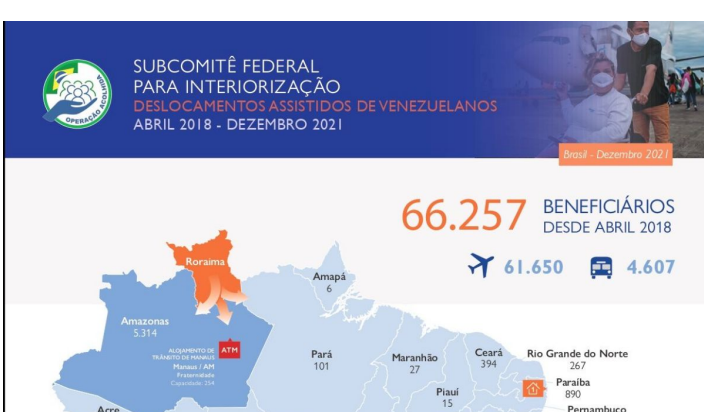 SUBCOMITÊ FEDERAL
PARA INTERIORIZAÇÃO
DESLOCAMENTOS ASSISTIDOS DE VENEZUELANOS
ABRIL 2018 - DEZEMBRO 2021
OPERAÇÃO ACOLHIDA
Brasil - Dezembro 2021
66.257 BENEFICIÁRIOS
DESDE ABRIL 2018
61.650 4.607
Roraima
Amapá
6
Amazonas
5.314
ALOJAMENTO DE
TRÂNSITO DE MANAUS
ATM
Manaus / AM
Fraternidade
Capacidade: 254
Pará
101
Maranhão
27
Ceará
394
Rio Grande do Norte
267
Paraíba
890
Piauí
15
Pernambuco
Acre